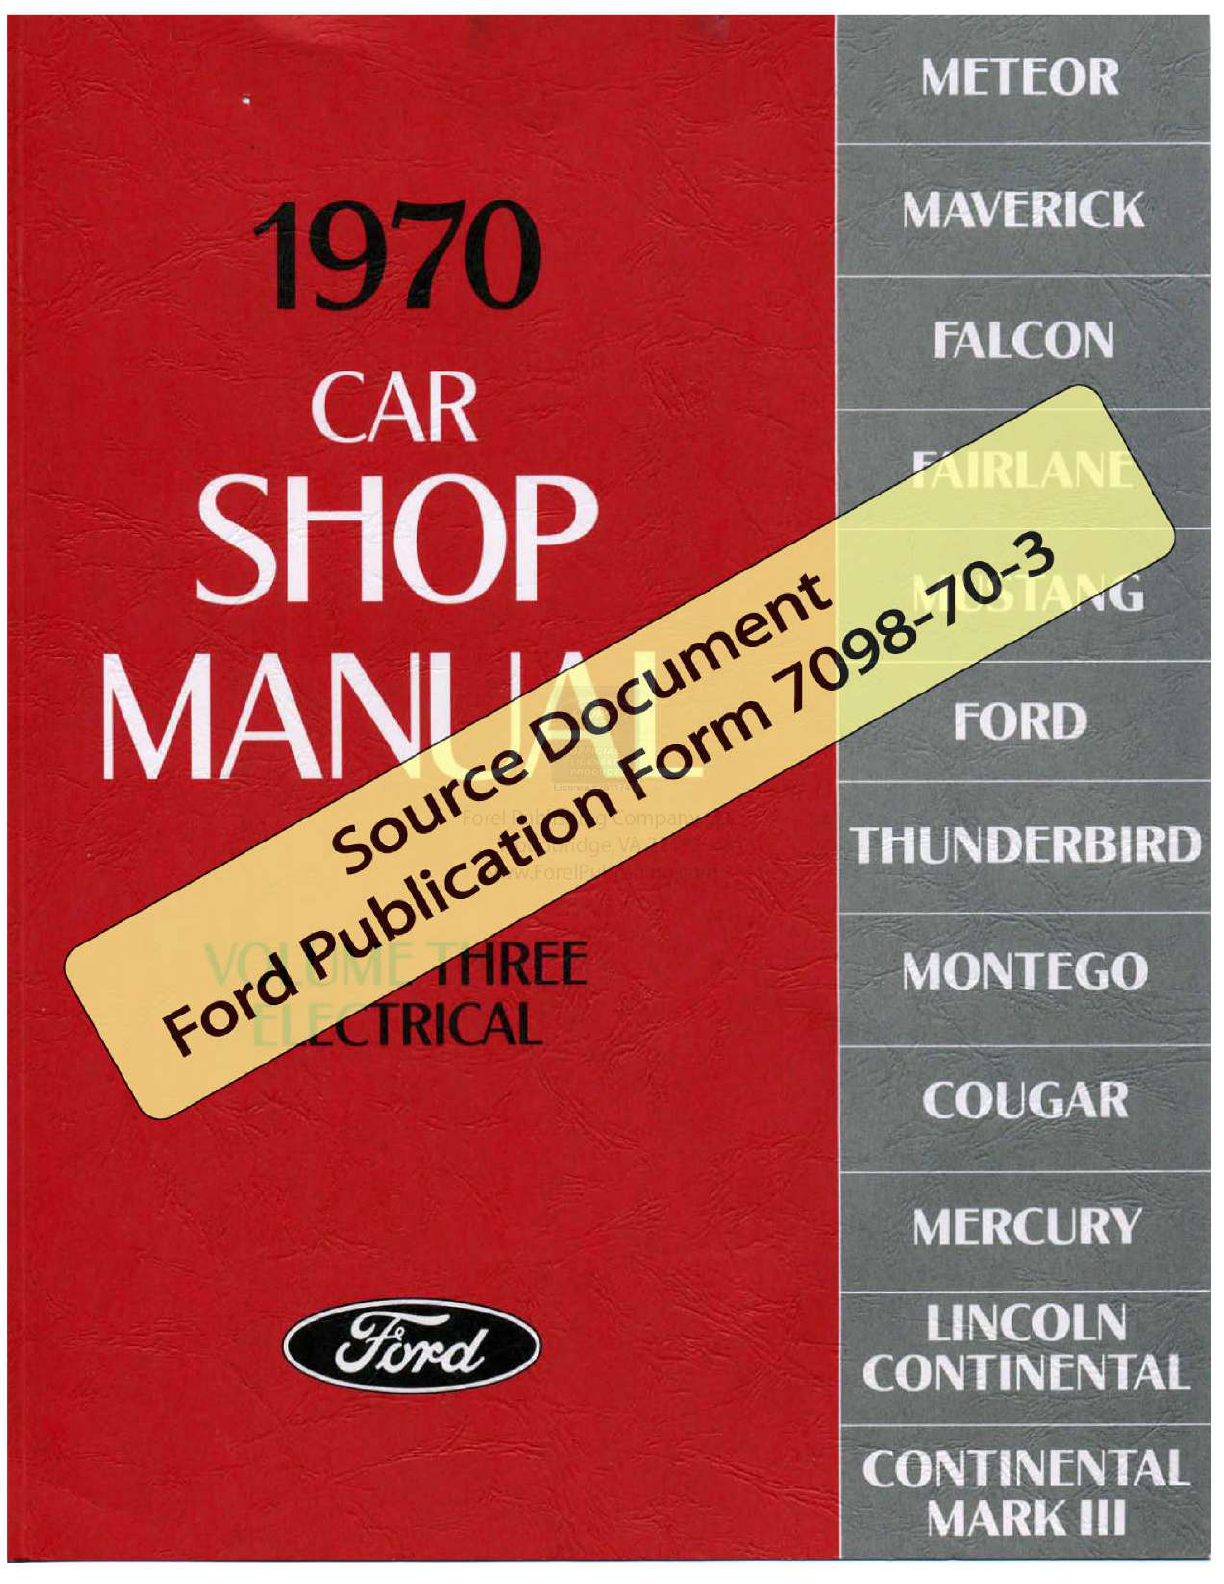 1970
CAR
SHOP
MANUAL
VOLUME THREE
ELECTRICAL
Ford
Source Document
Ford Publication Form 7098-70-3
METEOR
MAVERICK
FALCON
FAIRLANE
MUSTANG
FORD
THUNDERBIRD
MONTEGO
COUGAR
MERCURY
LINCOLN
CONTINENTAL
CONTINENTAL
MARK III